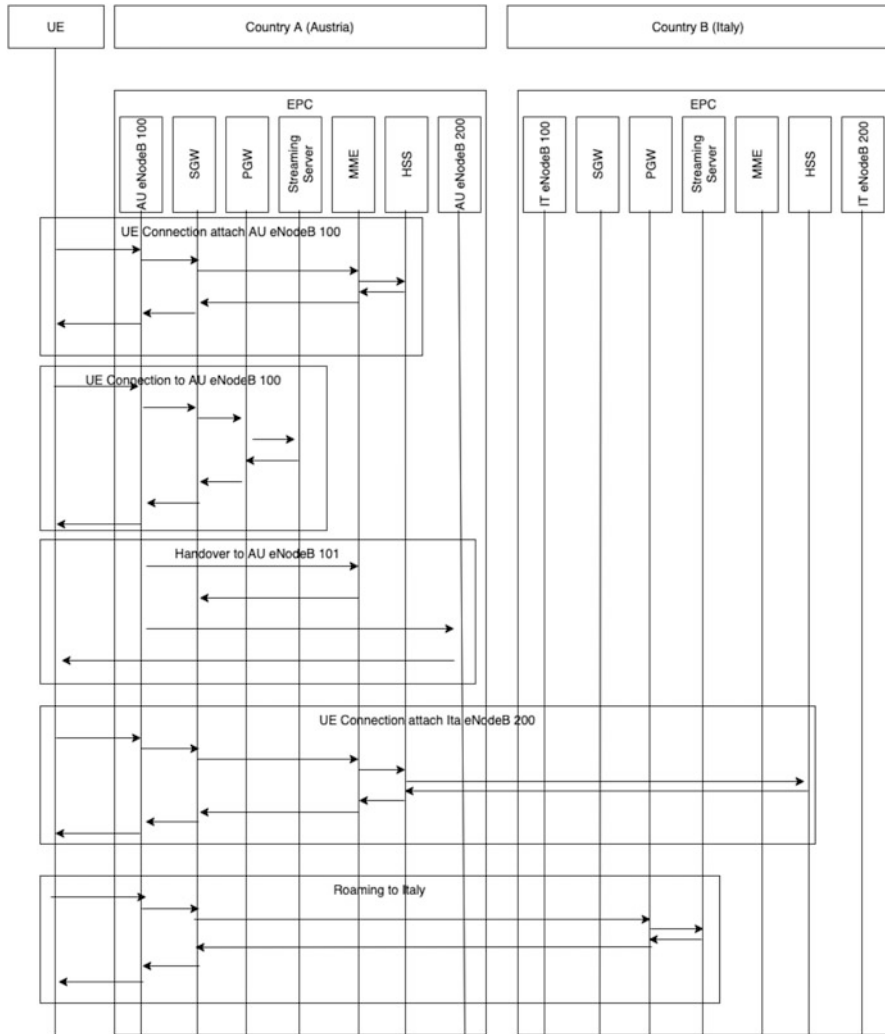 UE
Country A (Austria)
Country B (Italy)
EPC
EPC
AU eNodeB 100
SGW
PGW
Streaming
Server
MME
HSS
AU eNodeB 200
IT eNodeB 100
SGW
PGW
Streaming
Server
MME
HSS
IT eNodeB 200
UE Connection attach AU eNodeB 100
UE Connection to AU eNodeB 100
Handover to AU eNodeB 101
UE Connection attach Ita eNodeB 200
Roaming to Italy